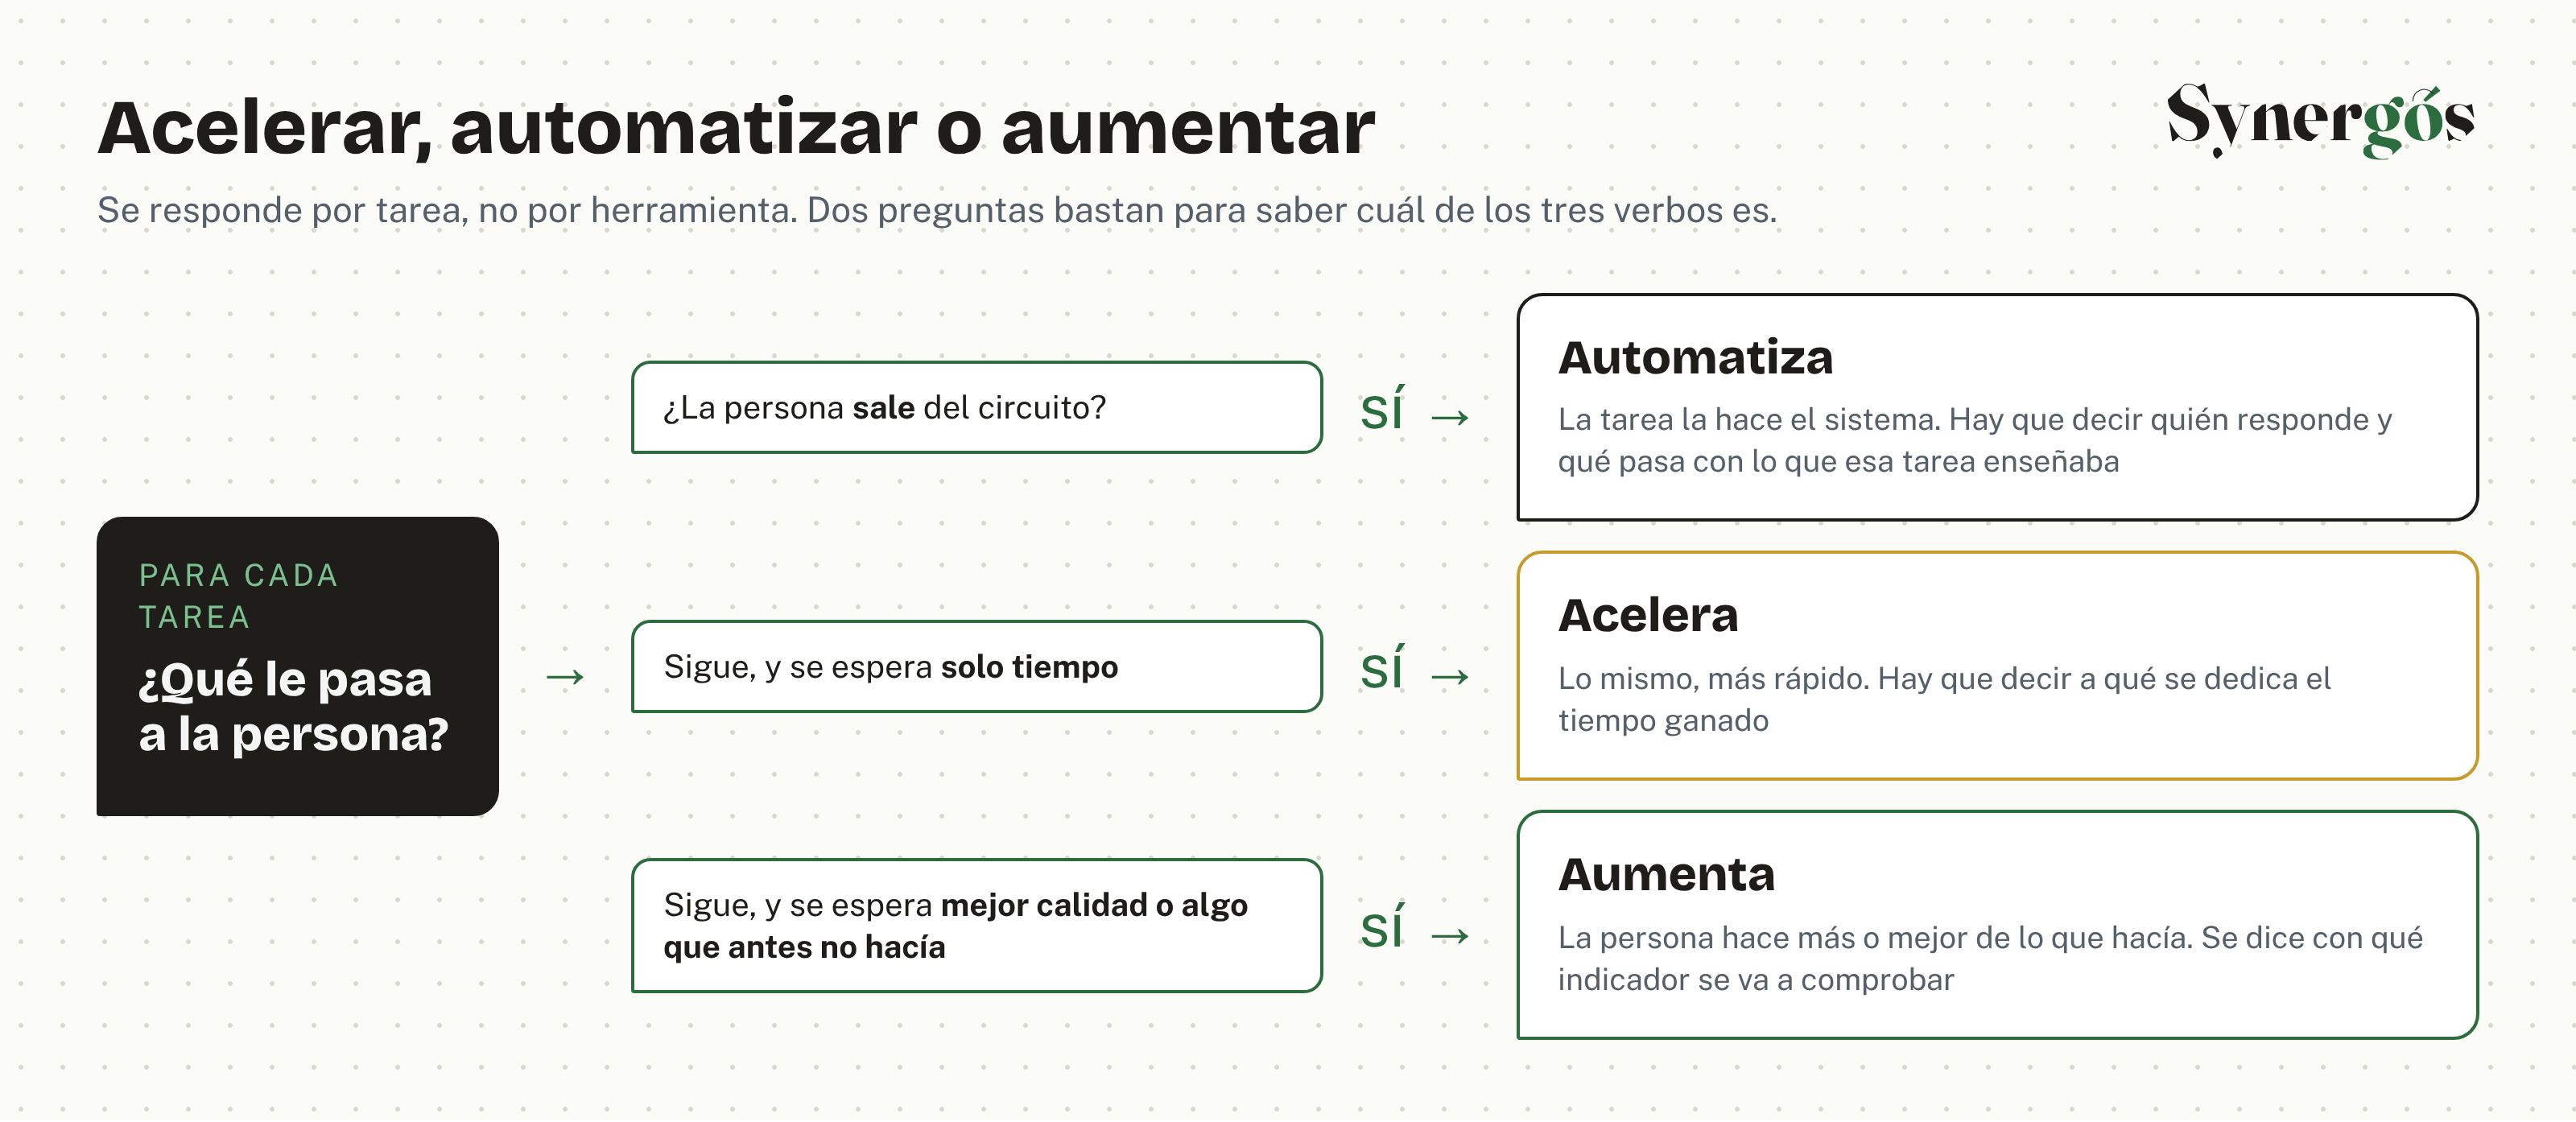 Acelerar, automatizar o aumentar
Synergós
Se responde por tarea, no por herramienta. Dos preguntas bastan para saber cuál de los tres verbos es.
PARA CADA
TAREA
¿Qué le pasa
a la persona?
→
¿La persona sale del circuito?
SÍ →
Automatiza
La tarea la hace el sistema. Hay que decir quién responde y
qué pasa con lo que esa tarea enseñaba
Sigue, y se espera solo tiempo
SÍ →
Acelera
Lo mismo, más rápido. Hay que decir a qué se dedica el
tiempo ganado
Sigue, y se espera mejor calidad o algo
que antes no hacía
SÍ →
Aumenta
La persona hace más o mejor de lo que hacía. Se dice con qué
indicador se va a comprobar